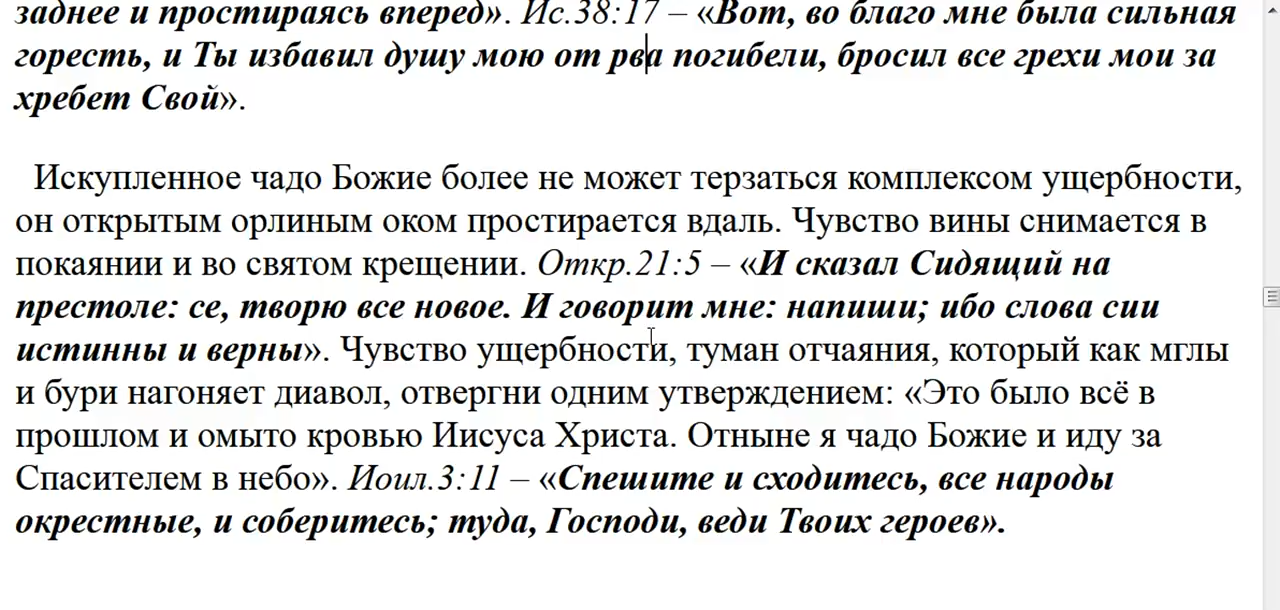 заднее и простираясь вперед». Ис.38:17 – «Вот, во благо мне была сильная
горесть, и Ты избавил душу мою от рва погибели, бросил все грехи мои за
хребет Свой».
Искупленное чадо Божие более не может терзаться комплексом ущербности,
он открытым орлиным оком простирается вдаль. Чувство вины снимается в
покаянии и во святом крещении. Откр.21:5 – «И сказал Сидящий на
престоле: се, творю все новое. И говорит мне: напиши; ибо слова сии
истинны и верны». Чувство ущербности, туман отчаяния, который как мглы
и бури нагоняет диавол, отвергни одним утверждением: «Это было всё в
прошлом и омыто кровью Иисуса Христа. Отныне я чадо Божие и иду за
Спасителем в небо». Иоил.3:11 – «Спешите и сходитесь, все народы
окрестные, и соберитесь; туда, Господи, веди Твоих героев».